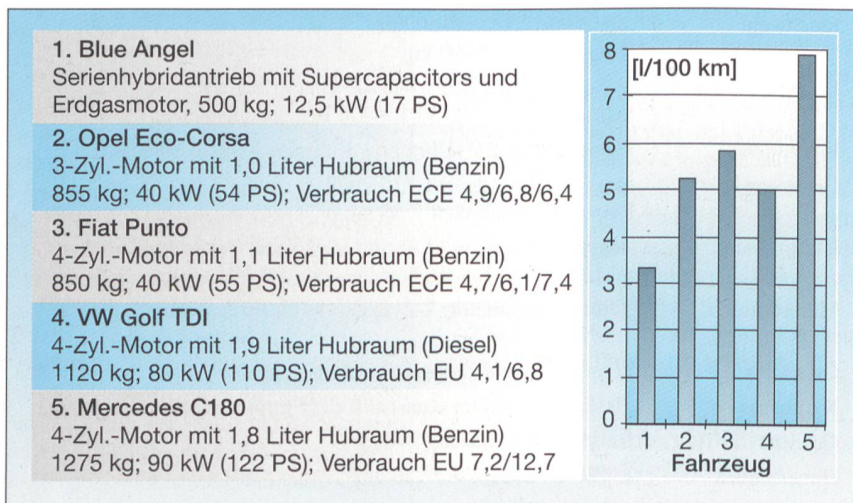 1. Blue Angel
Serienhybridantrieb mit Supercapacitors und
Erdgasmotor, 500 kg; 12,5 kW (17 PS)
2. Opel Eco-Corsa
3-Zyl.-Motor mit 1,0 Liter Hubraum (Benzin)
855 kg; 40 kW (54 PS); Verbrauch ECE 4,9/6,8/6,4
3. Fiat Punto
4-Zyl.-Motor mit 1,1 Liter Hubraum (Benzin)
850 kg; 40 kW (55 PS); Verbrauch ECE 4,7/6,1/7,4
4. VW Golf TDI
4-Zyl.-Motor mit 1,9 Liter Hubraum (Diesel)
1120 kg; 80 kW (110 PS); Verbrauch EU 4,1/6,8
5. Mercedes C180
4-Zyl.-Motor mit 1,8 Liter Hubraum (Benzin)
1275 kg; 90 kW (122 PS); Verbrauch EU 7,2/12,7
[l/100 km]
8
7
6
5
4
3
2
1
0
1 2 3 4 5
Fahrzeug